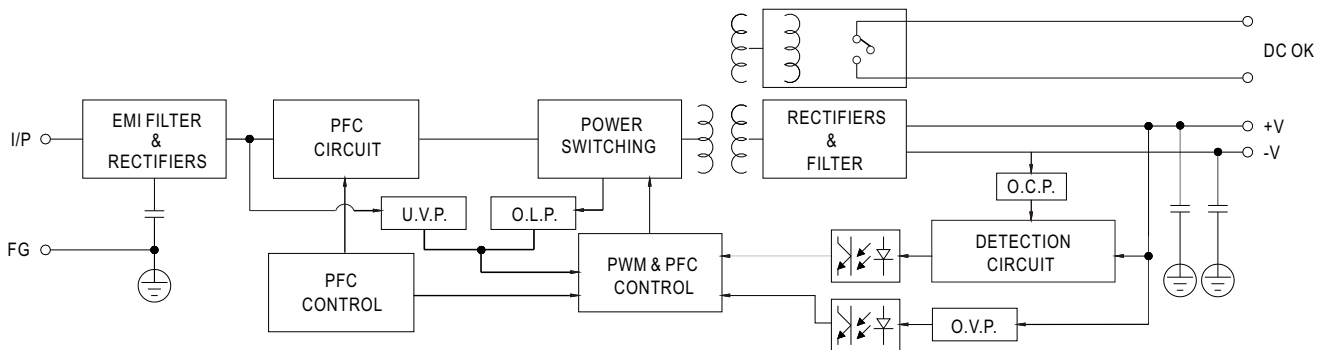 DC OK
I/P
EMI FILTER
&
RECTIFIERS
PFC
CIRCUIT
POWER
SWITCHING
RECTIFIERS
&
FILTER
+V
-V
O.C.P.
U.V.P.
O.L.P.
FG
PFC
CONTROL
PWM & PFC
CONTROL
DETECTION
CIRCUIT
O.V.P.